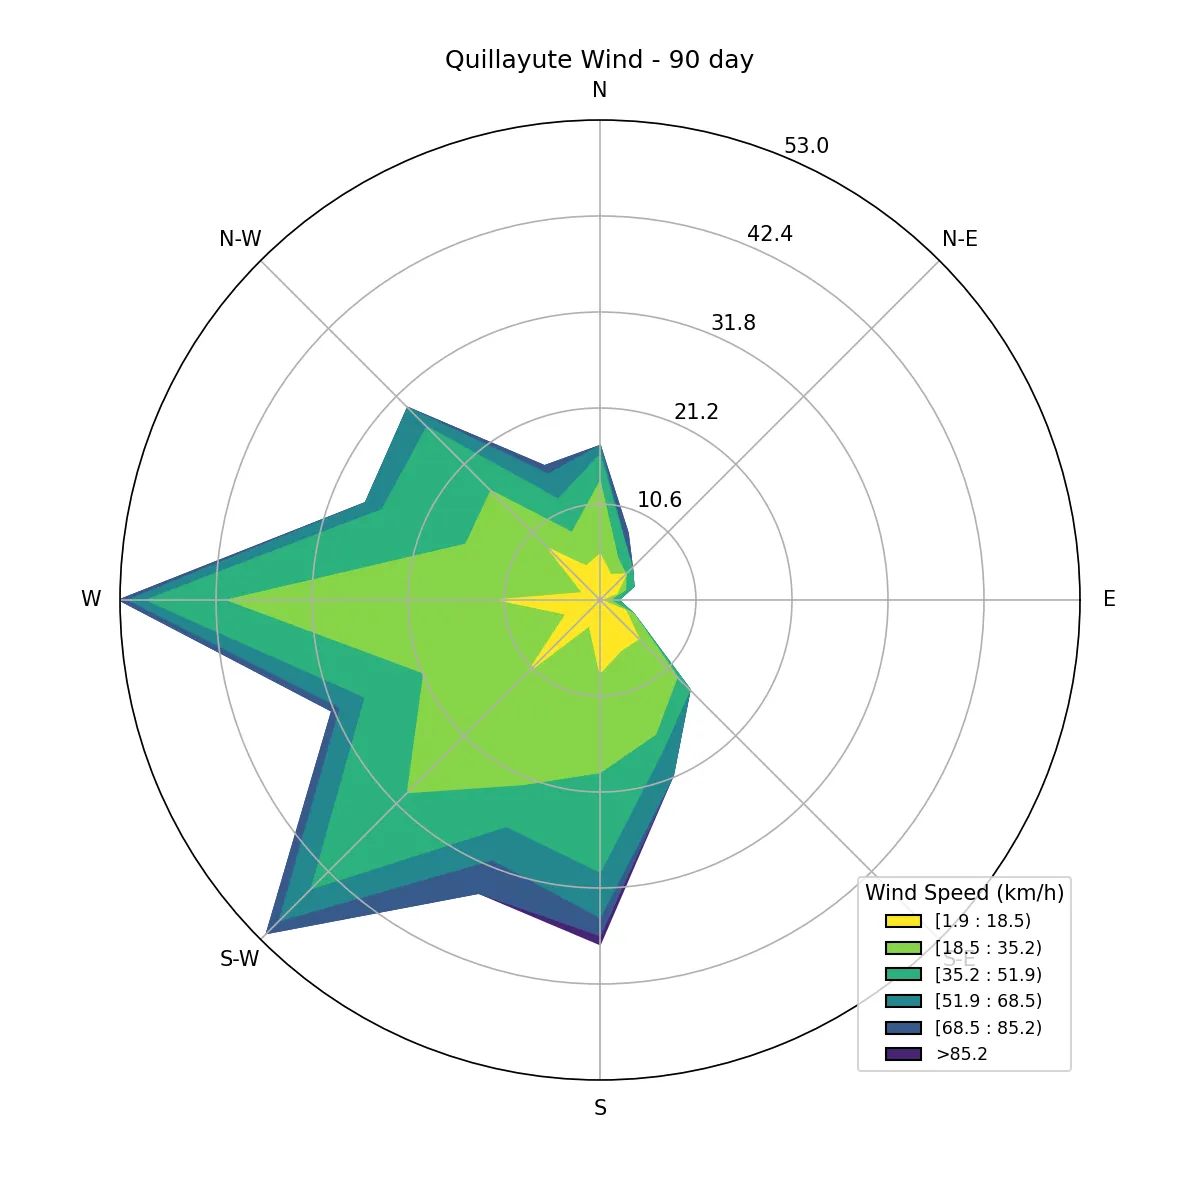 Quillayute Wind - 90 day
N
53.0
N-W
42.4
N-E
31.8
21.2
10.6
W
E
S-W
S-E
S
Wind Speed (km/h)
[1.9 : 18.5)
[18.5 : 35.2)
[35.2 : 51.9)
[51.9 : 68.5)
[68.5 : 85.2)
>85.2